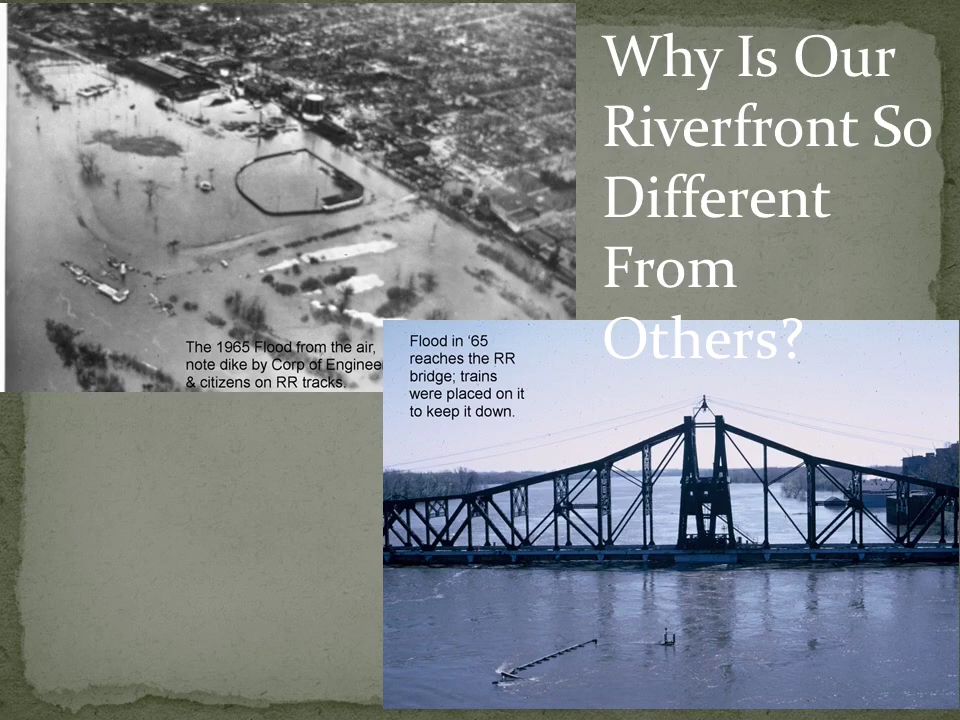 Why Is Our
Riverfront So
Different
From
Others?
The 1965 Flood from the air,
note dike by Corp of Enginee
& citizens on RR tracks.
Flood in ‘65
reaches the RR
bridge; trains
were placed on it
to keep it down.